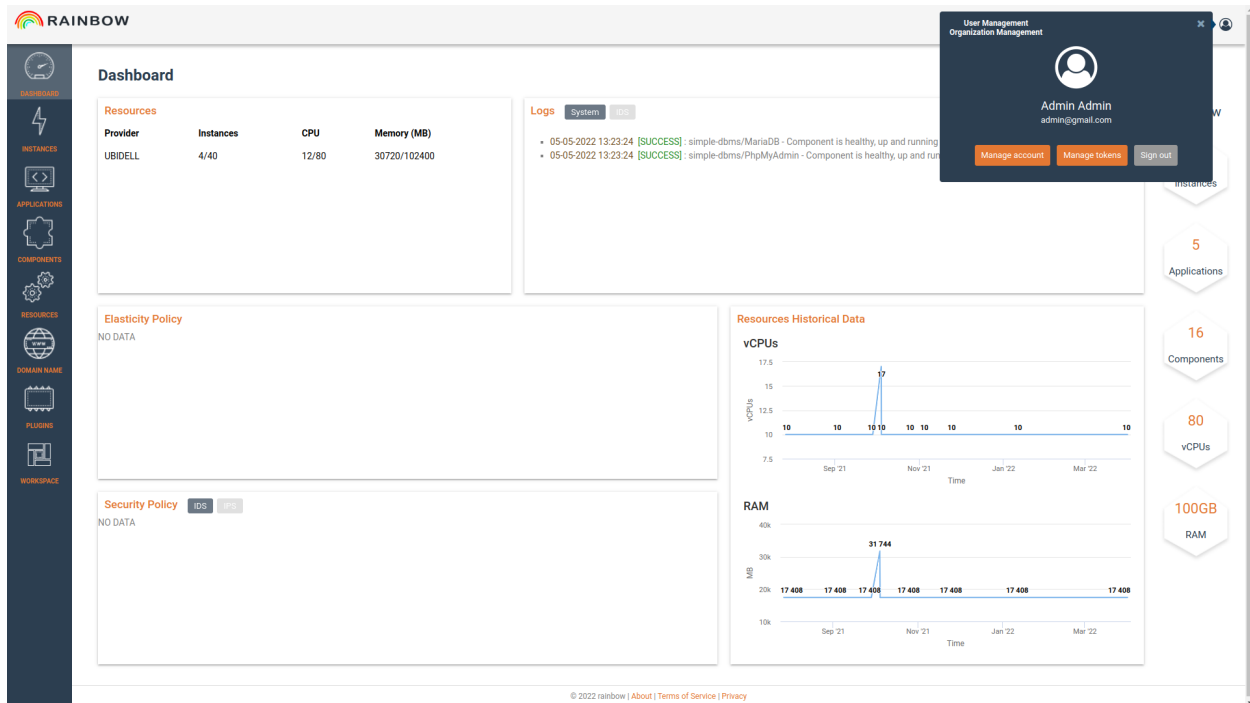 RAINBOW
User Management
Organization Management
Admin Admin
admin@gmail.com
Manage account Manage tokens Sign out
DASHBOARD
INSTANCES
APPLICATIONS
COMPONENTS
RESOURCES
WWW
DOMAIN NAME
PLUGINS
WORKSPACE
Dashboard
Resources
Provider Instances CPU Memory (MB)
UBIDELL 4/40 12/80 30720/102400
Logs System IDS
05-05-2022 13:23:24 [SUCCESS] : simple-dbms/MariaDB - Component is healthy, up and running
05-05-2022 13:23:24 [SUCCESS] : simple-dbms/PhpMyAdmin - Component is healthy, up and
Elasticity Policy
NO DATA
Security Policy IDS IPS
NO DATA
Resources Historical Data
vCPUs
17.5
15
12.5
10
7.5
vCPUs
17
10 10 10 10 10 10 10 10 10
Sep '21 Nov '21 Jan '22 Mar '22
Time
RAM
40k
30k
20k
10k
MB
31 744
17 408 17 408 17 408 17 408 17 408 17 408 17 408
Sep '21 Nov '21 Jan '22 Mar '22
Time
Instances
5
Applications
16
Components
80
vCPUs
100GB
RAM
© 2022 rainbow | About | Terms of Service | Privacy